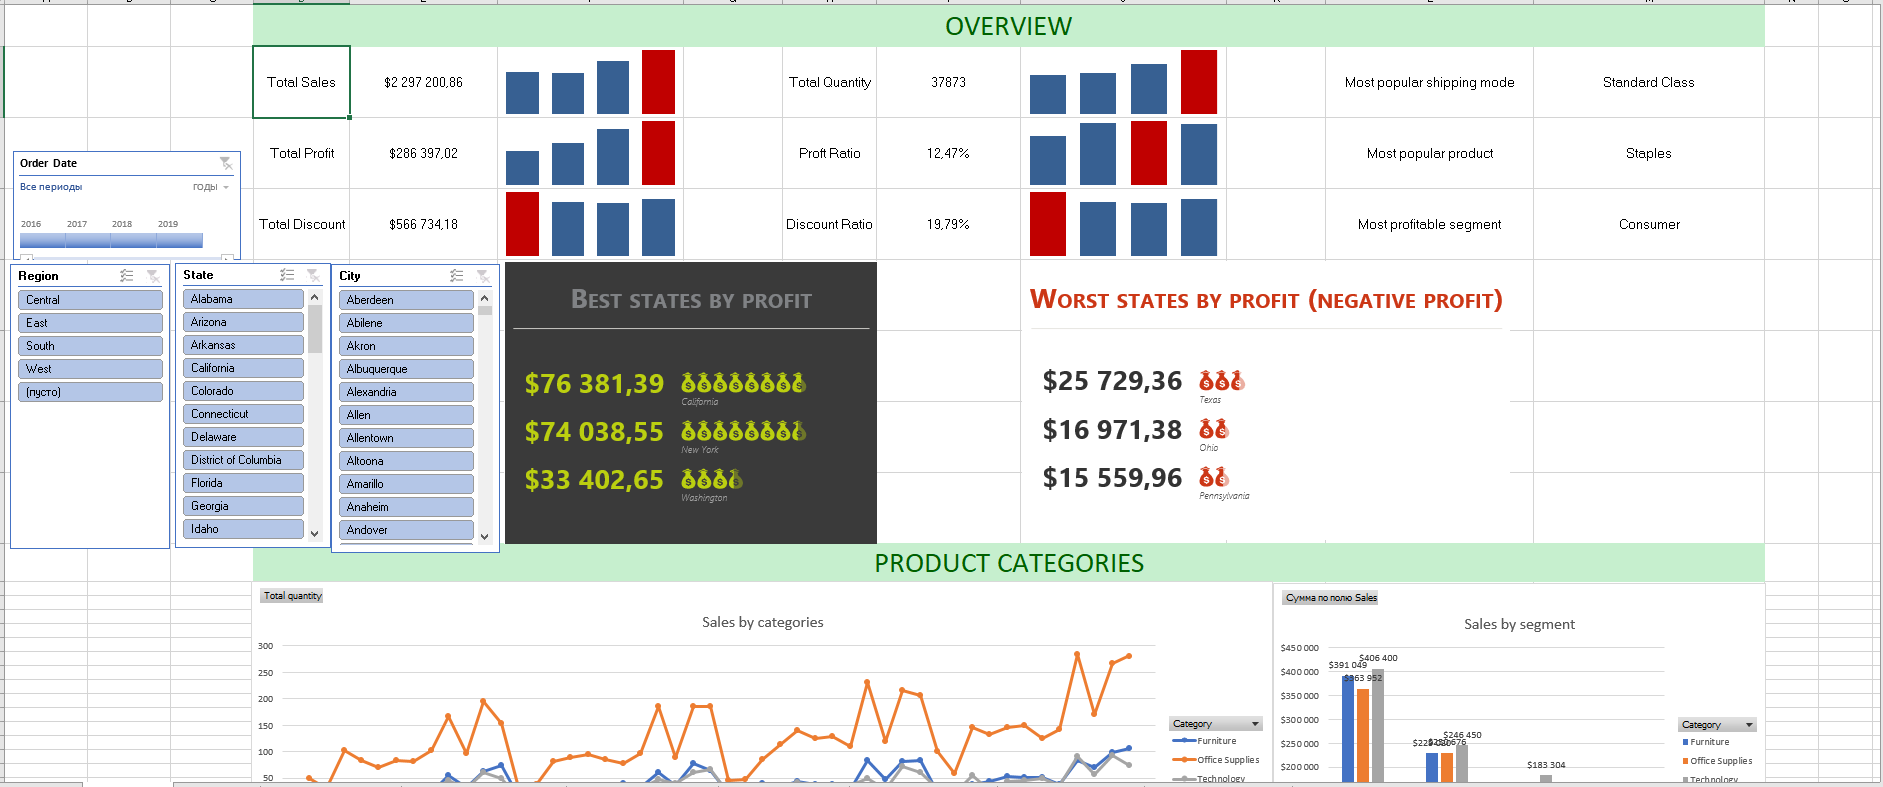 OVERVIEW
Total Sales $2 297 200,86 Total Quantity 37873 Most popular shipping mode Standard Class
Total Profit $286 397,02 Proft Ratio 12,47% Most popular product Staples
Total Discount $566 734,18 Discount Ratio 19,79% Most profitable segment Consumer
Order Date
Все периоды ГОДЫ
2016 2017 2018 2019
Region
Central
East
South
West
(пусто)
State
Alabama
Arizona
Arkansas
California
Colorado
Connecticut
Delaware
District of Columbia
Florida
Georgia
Idaho
City
Aberdeen
Abilene
Akron
Albuquerque
Alexandria
Allen
Allentown
Altoona
Amarillo
Anaheim
Andover
BEST STATES BY PROFIT
$76 381,39
California
$74 038,55
New York
$33 402,65
Washington
WORST STATES BY PROFIT (NEGATIVE PROFIT)
$25 729,36
Texas
$16 971,38
Ohio
$15 559,96
Pennsylvania
PRODUCT CATEGORIES
Total quantity
Sales by categories
300
250
200
150
100
50
Category
Furniture
Office Supplies
Technology
Сумма по полю Sales
Sales by segment
$450 000
$400 000
$350 000
$300 000
$250 000
$200 000
$391 049
$363 952
$406 400
$246 450
$183 304
Category
Furniture
Office Supplies
Technology